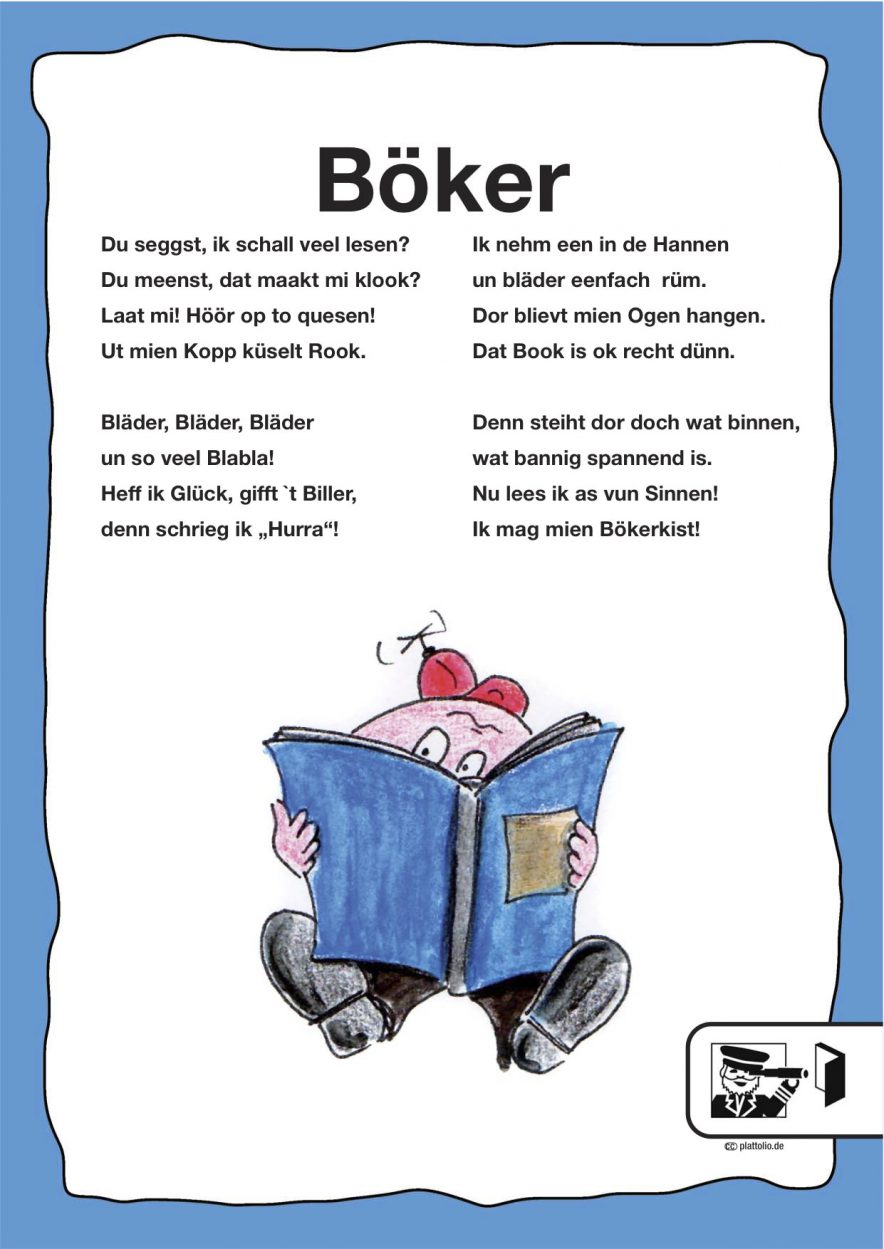 Böker
Du seggst, ik schall veel lesen?
Du meenst, dat maakt mi klook?
Laat mi! Höör op to quesen!
Ut mien Kopp küselt Rook.
Bläder, Bläder, Bläder
un so veel Blabla!
Heff ik Glück, gifft `t Biller,
denn schrieg ik „Hurra“!
Ik nehm een in de Hannen
un bläder eenfach  rüm.
Dor blievt mien Ogen hangen.
Dat Book is ok recht dünn.
Denn steiht dor doch wat binnen,
wat bannig spannend is.
Nu lees ik as vun Sinnen!
Ik mag mien Bökerkist!
cc plattolio.de